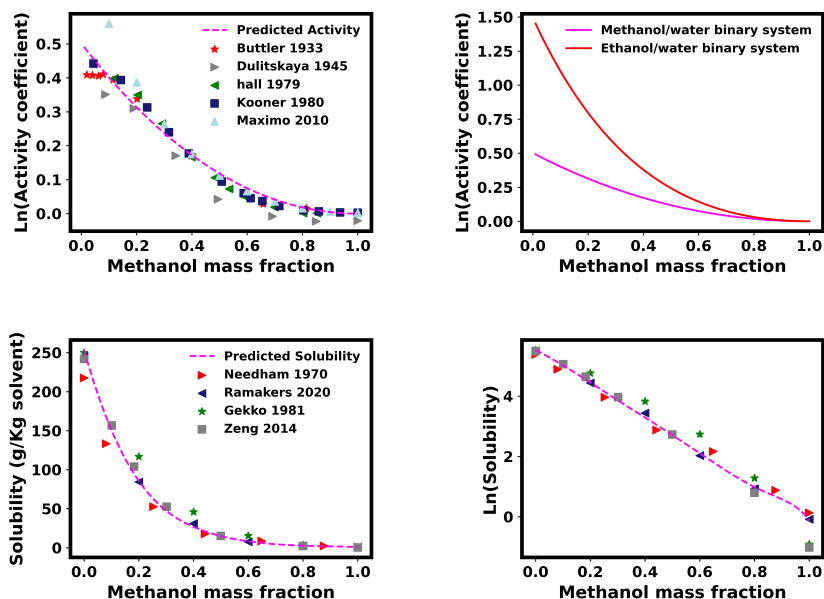 Ln(Activity coefficient)
0.5
0.4
0.3
0.2
0.1
0.0
Predicted Activity
Buttler 1933
Dulitskaya 1945
hall 1979
Kooner 1980
Maximo 2010
0.0 0.2 0.4 0.6 0.8 1.0
Methanol mass fraction
Ln(Activity coefficient)
1.50
1.25
1.00
0.75
0.50
0.25
0.00
Methanol/water binary system
Ethanol/water binary system
0.0 0.2 0.4 0.6 0.8 1.0
Methanol mass fraction
Solubility (g/Kg solvent)
250
200
150
100
50
0
Predicted Solubility
Needham 1970
Ramakers 2020
Gekko 1981
Zeng 2014
0.0 0.2 0.4 0.6 0.8 1.0
Methanol mass fraction
Ln(Solubility)
4
2
0
0.0 0.2 0.4 0.6 0.8 1.0
Methanol mass fraction